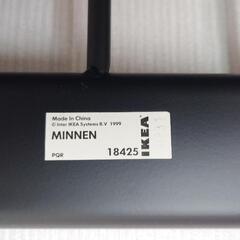 Made In China
© Inter IKEA Systems B.V 1999
MINNEN
PQR
18425
IKEA